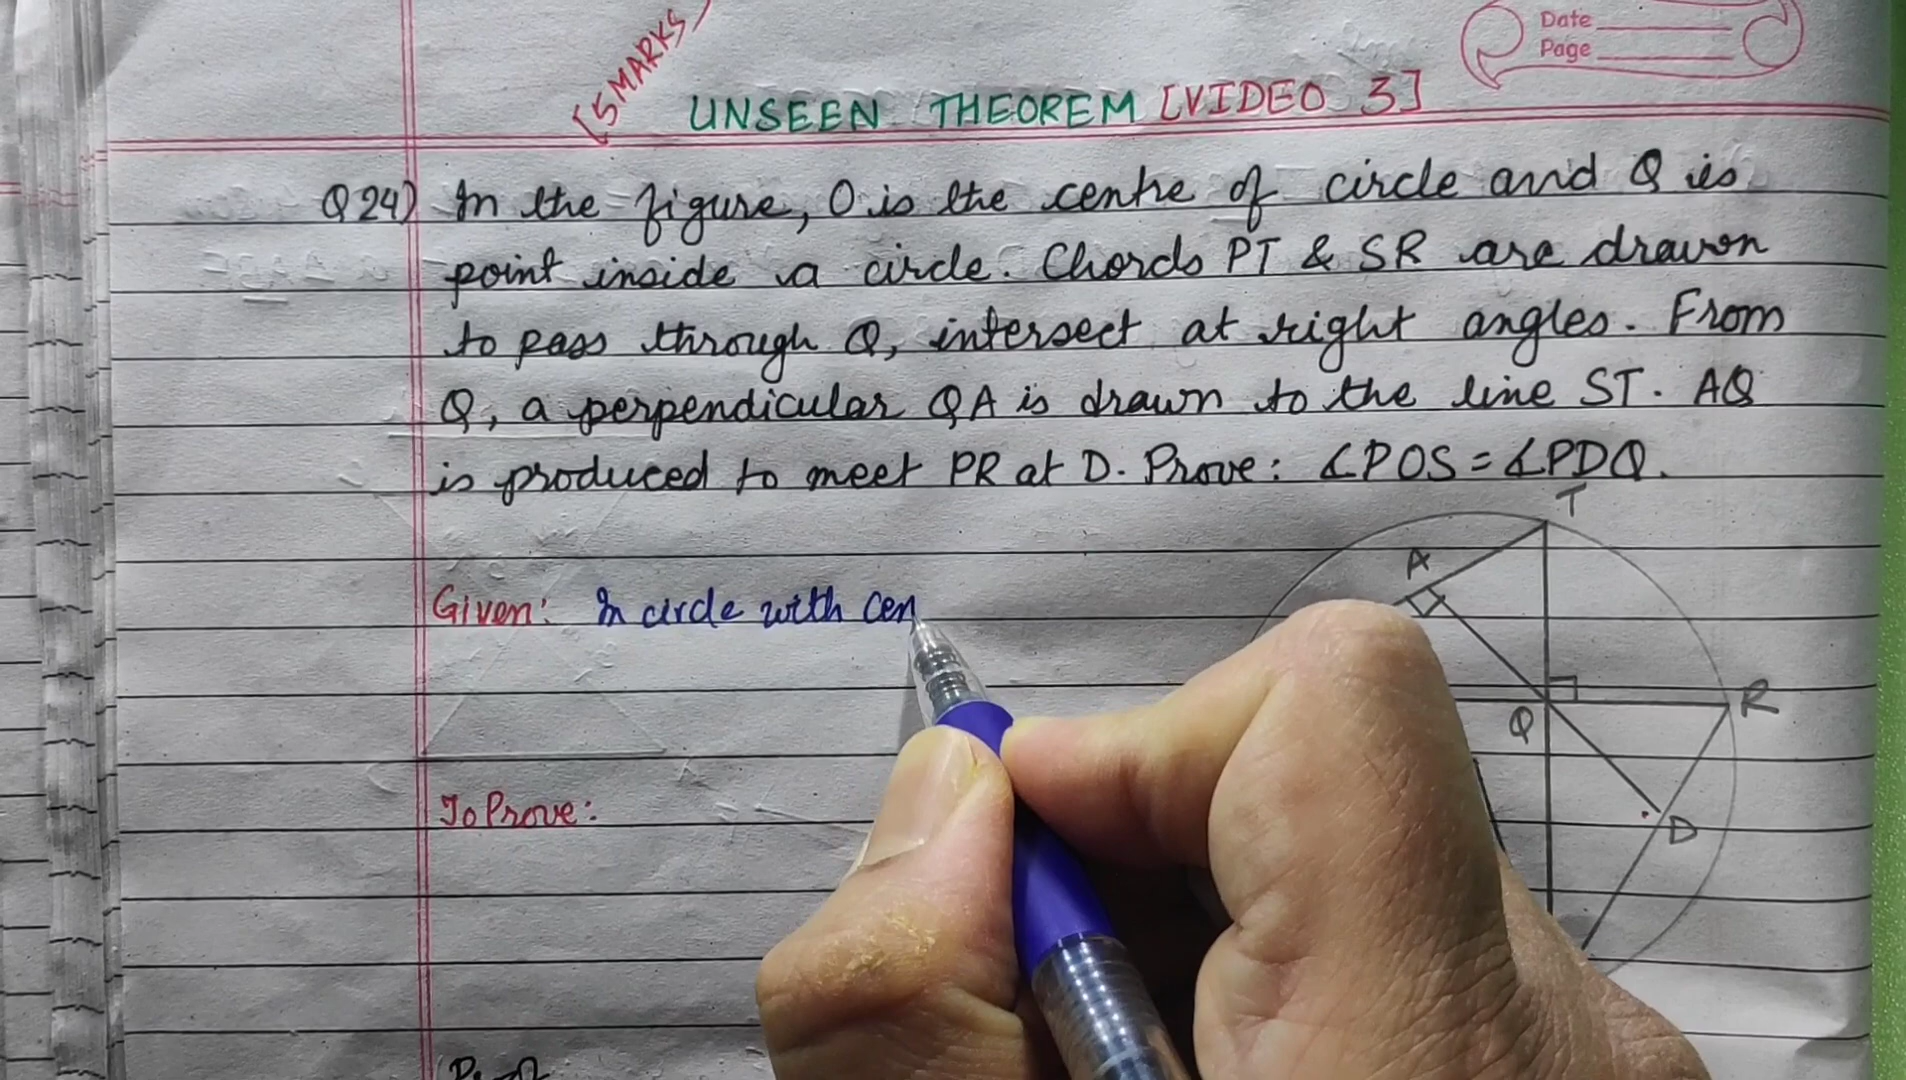 Date
Page
[5 MARKS]
UNSEEN THEOREM [VIDEO 3]
Q24) In the figure, O is the centre of circle and Q is
point inside a circle. Chords PT & SR are drawn
to pass through Q, intersect at right angles. From
Q, a perpendicular QA is drawn to the line ST. AQ
is produced to meet PR at D. Prove: ∠POS = ∠PDQ.
T
A
Given: In circle with cen
R
Q
To Prove:
D